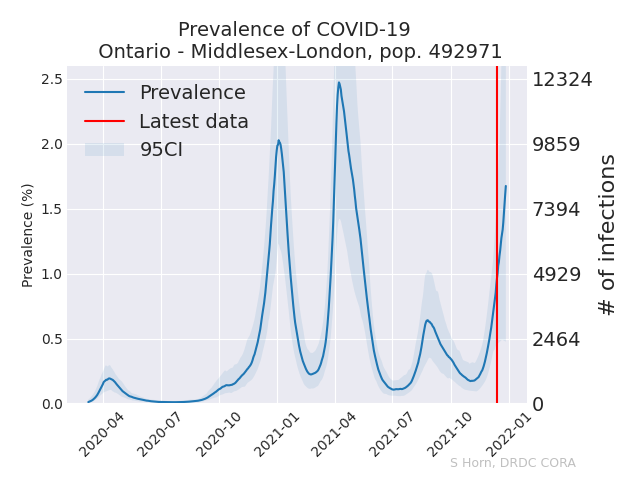 Prevalence of COVID-19
Ontario - Middlesex-London, pop. 492971
Prevalence
Latest data
95CI
Prevalence (%)
2.5
2.0
1.5
1.0
0.5
0.0
12324
9859
7394
4929
2464
0
# of infections
2020-04
2020-07
2020-10
2021-01
2021-04
2021-07
2021-10
2022-01
S Horn, DRDC CORA